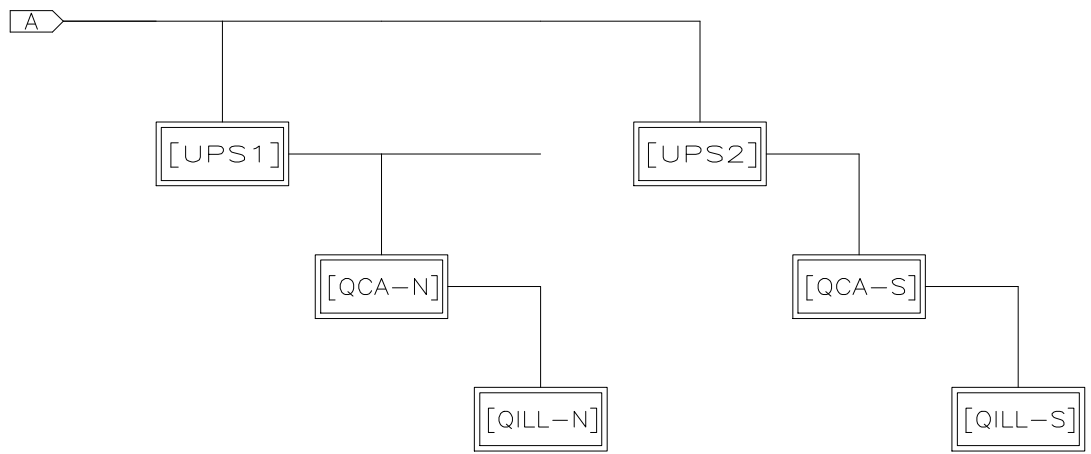 A
[UPS1]
[UPS2]
[QCA-N]
[QCA-S]
[QILL-N]
[QILL-S]